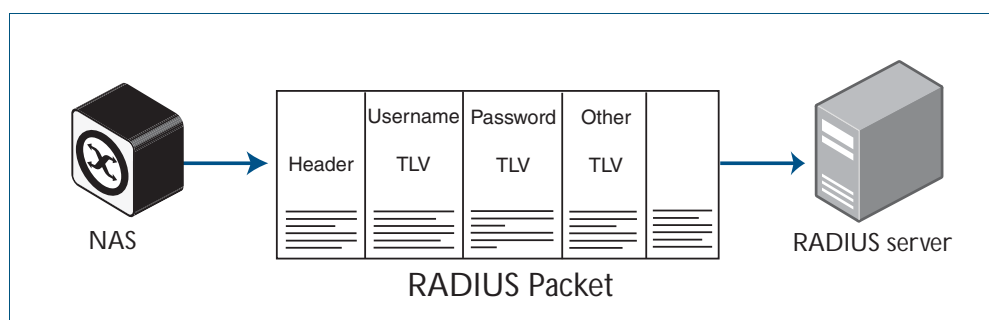 Username Password Other
Header TLV TLV TLV
NAS
RADIUS server
RADIUS Packet